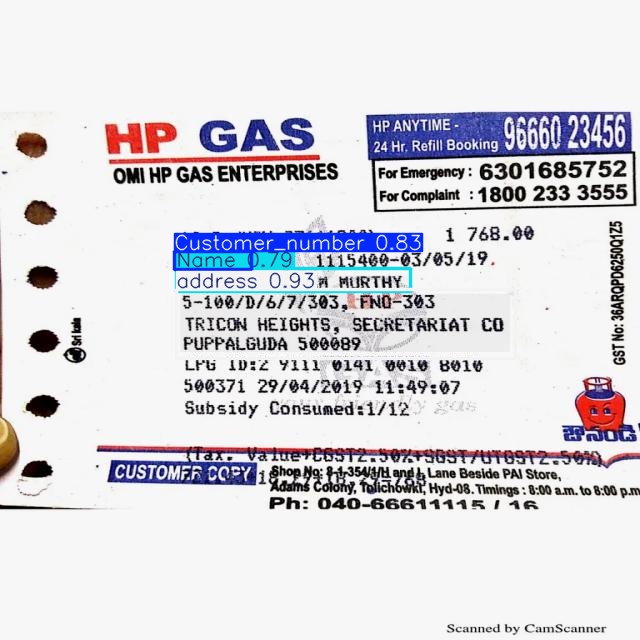 HP GAS
OMI HP GAS ENTERPRISES
HP ANYTIME -
24 Hr. Refill Booking 96660 23456
For Emergency : 6301685752
For Complaint : 1800 233 3555
Customer_number 0.83
1 768.00
Name 0.79 1115400-03/05/19.
address 0.93 M MURTHY
5-100/D/6/7/303, FNO-303
TRICON HEIGHTS, SECRETARIAT CO
PUPPALGUDA 500089
LPG ID:2 9111 0141 0010 8010
500371 29/04/2019 11:49:07
Subsidy Consumed:1/12
your friendly gas
(Tax. Value+CGST2.50%+SGST/UTGST2.50%)
CUSTOMER COPY
Shop No: 8-1-354/1/H and I, Lane Beside PAI Store,
Adams Colony, Tolichowki, Hyd-08. Timings : 8:00 a.m. to 8:00 p.m
Ph: 040-66611115 / 16
GST No: 36ARQPD6250Q1Z5
Sri kala
Scanned by CamScanner